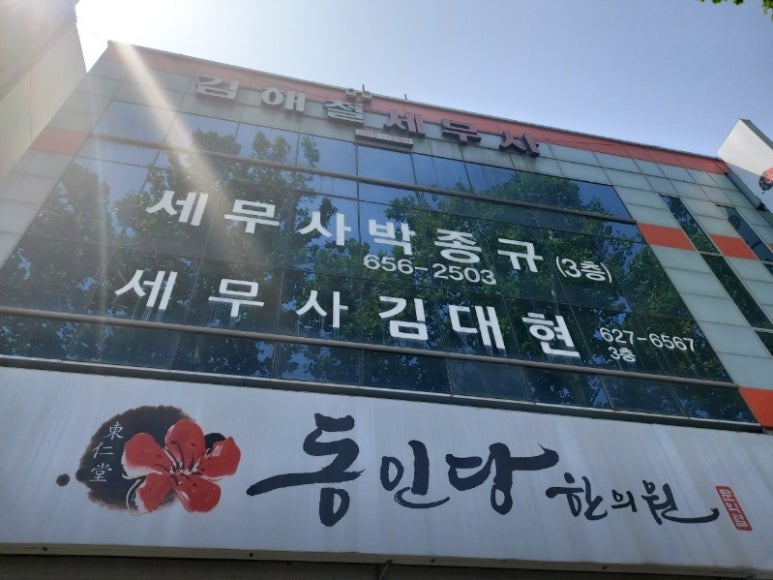 김해철세무사
세무사박종규 (3층)
656-2503
세무사김대현 627-6567
3층
東仁堂
동인당 한의원